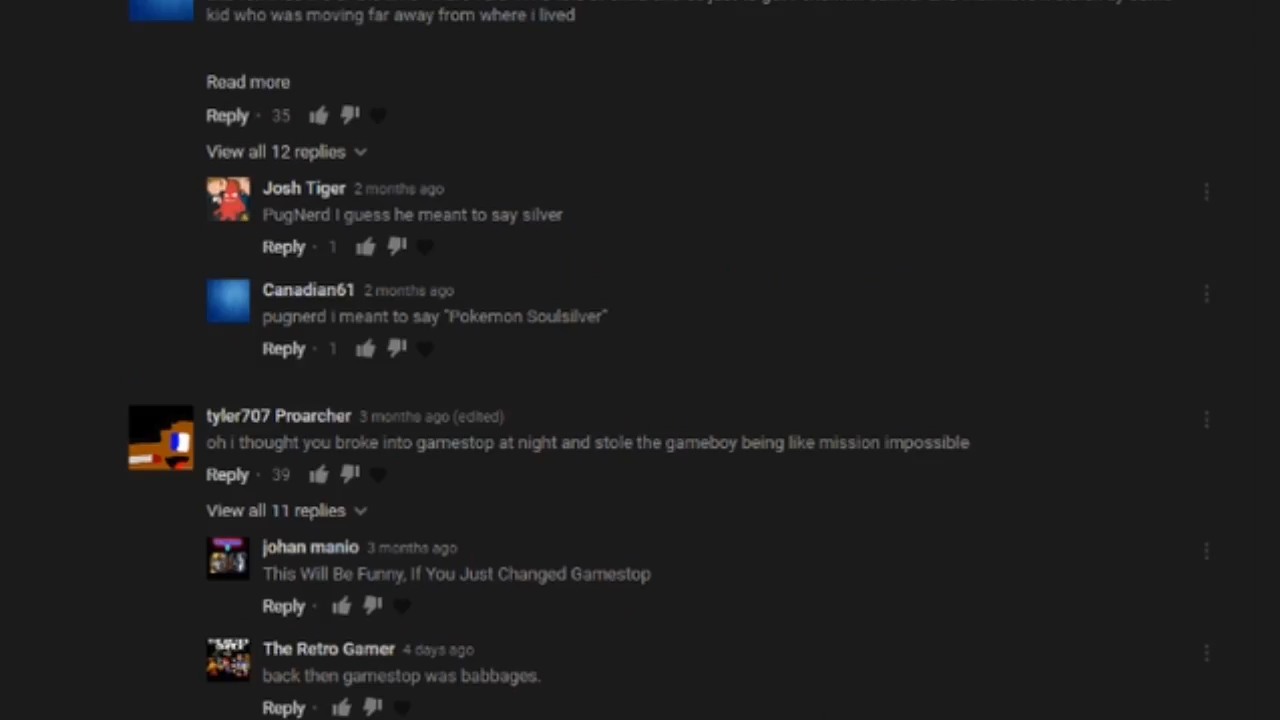 kid who was moving far away from where i lived
Read more
Reply · 35
View all 12 replies
Josh Tiger 2 months ago
PugNerd I guess he meant to say silver
Reply · 1
Canadian61 2 months ago
pugnerd i meant to say "Pokemon Soulsilver"
Reply · 1
tyler707 Proarcher 3 months ago (edited)
oh i thought you broke into gamestop at night and stole the gameboy being like mission impossible
Reply · 39
View all 11 replies
johan manio 3 months ago
This Will Be Funny, If You Just Changed Gamestop
Reply ·
The Retro Gamer 4 days ago
back then gamestop was babbages.
Reply ·